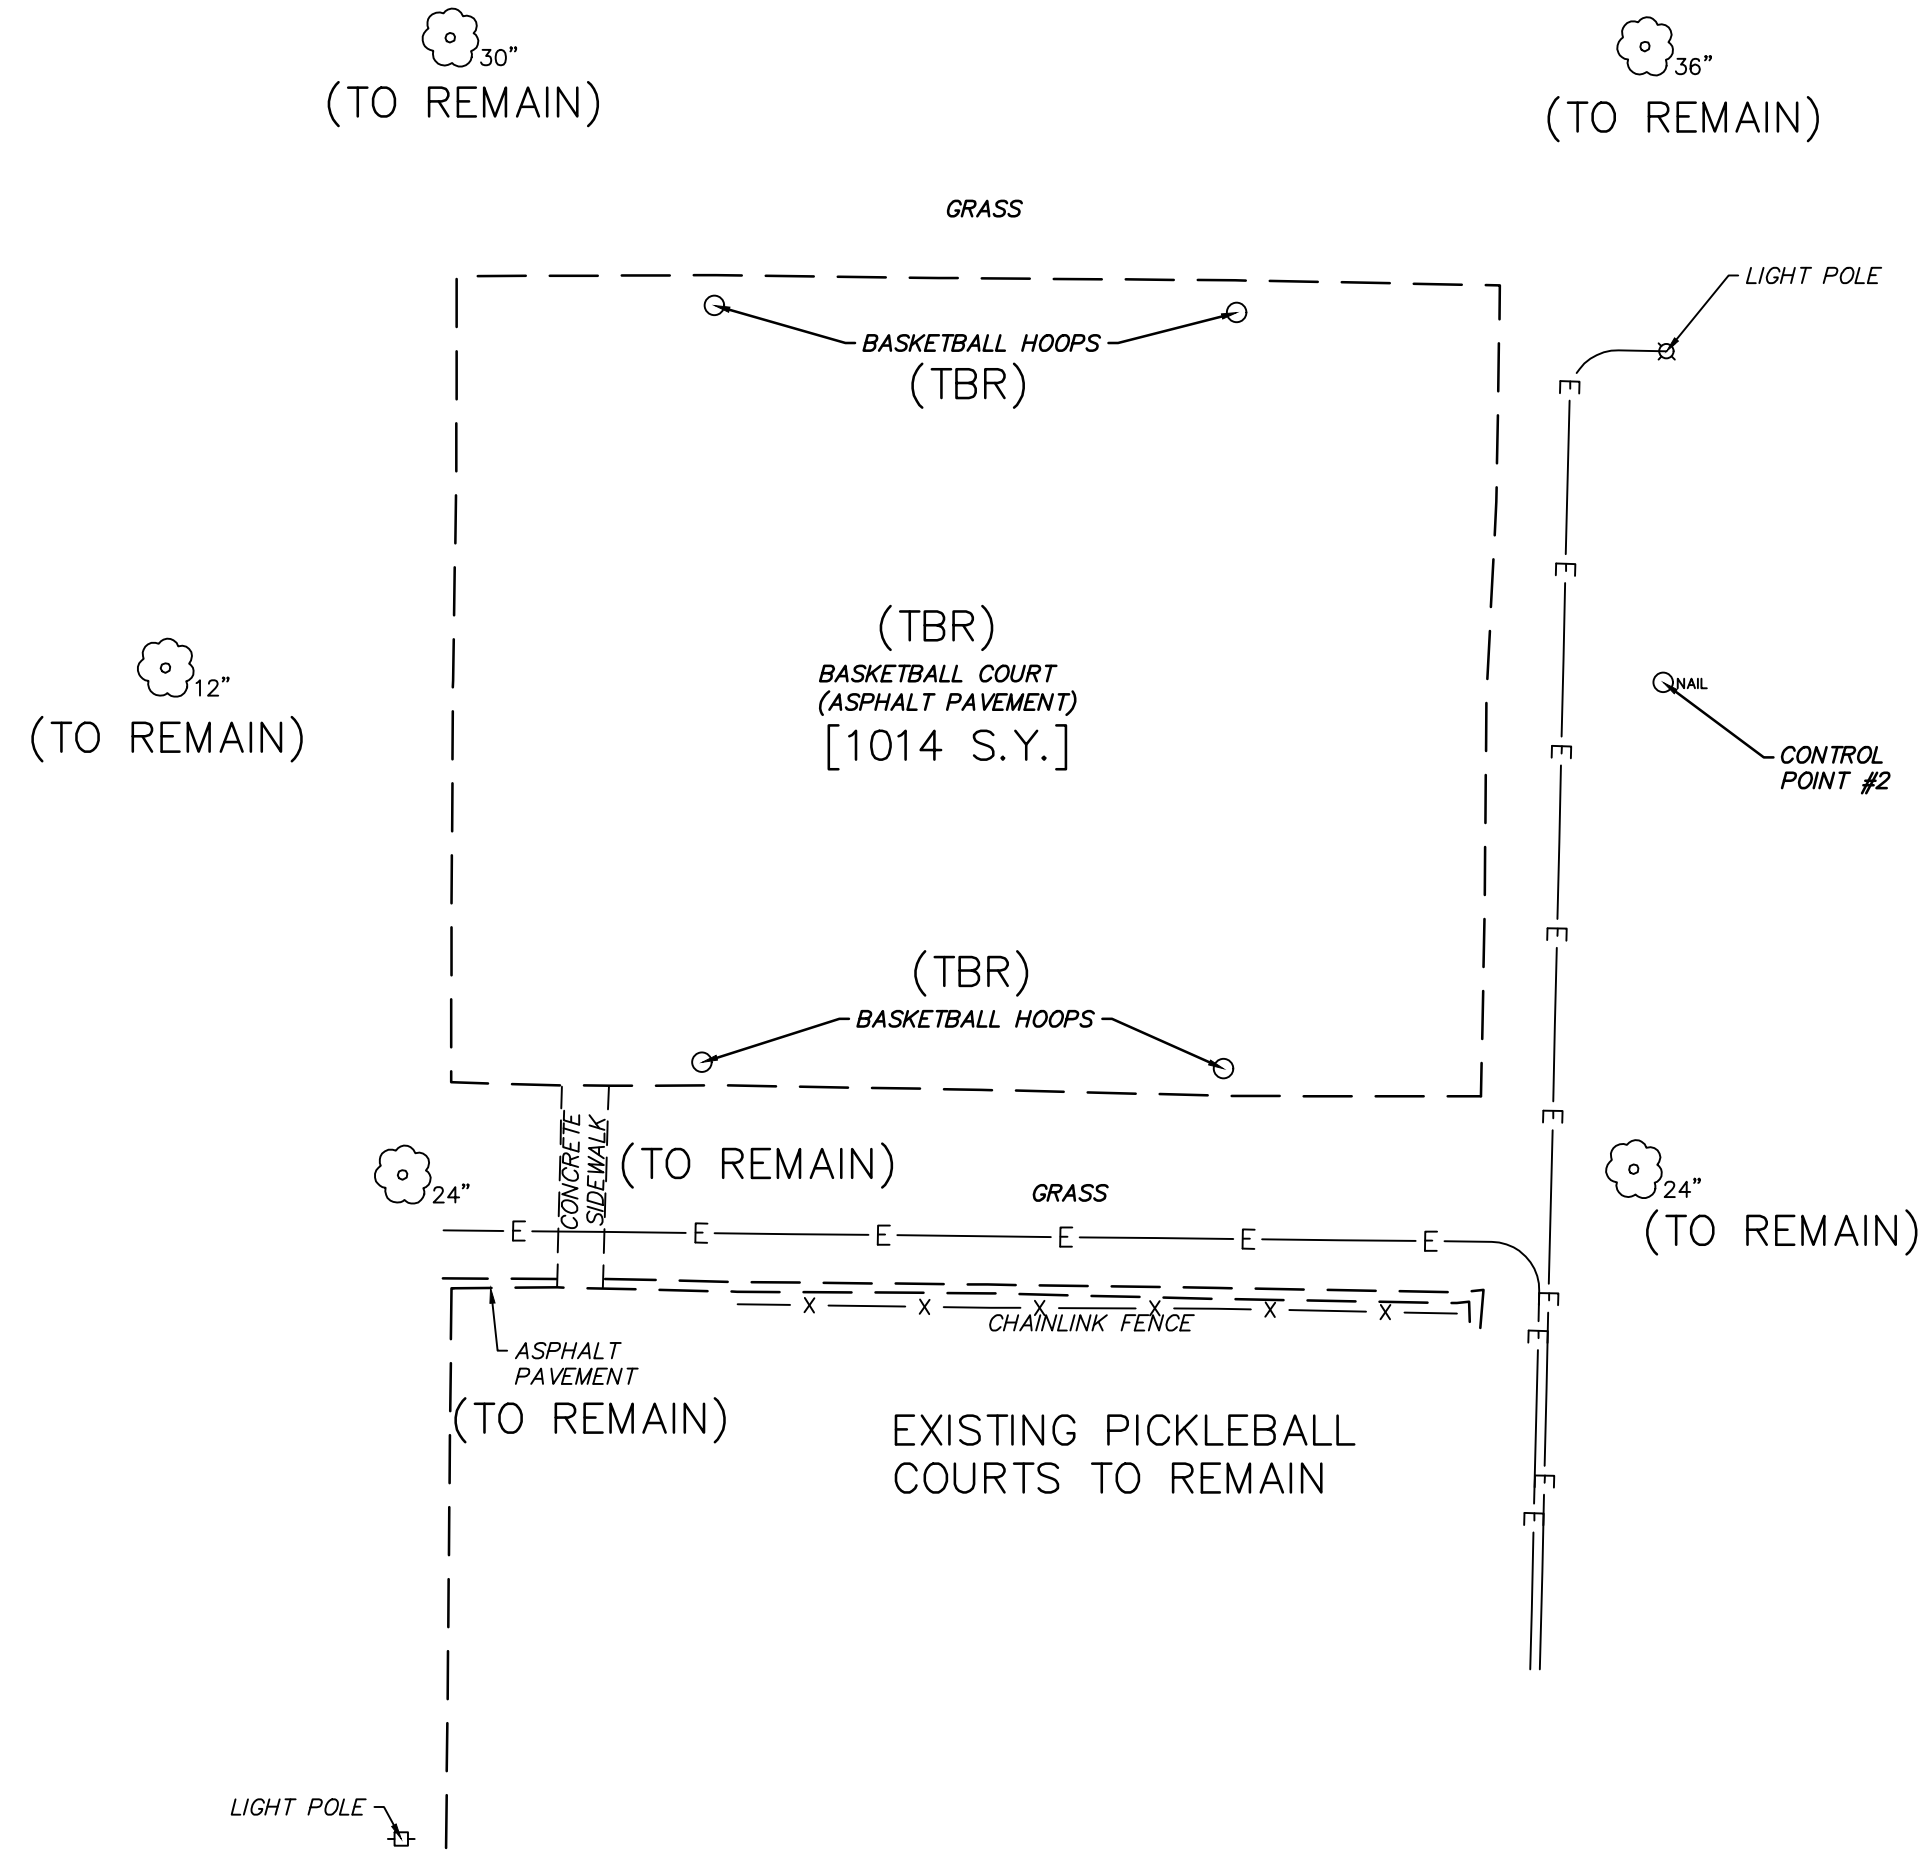 30"
(TO REMAIN)
36"
(TO REMAIN)
GRASS
LIGHT POLE
BASKETBALL HOOPS
(TBR)
E
E
(TBR)
BASKETBALL COURT
(ASPHALT PAVEMENT)
[1014 S.Y.]
12"
(TO REMAIN)
NAIL
CONTROL
POINT #2
E
E
(TBR)
BASKETBALL HOOPS
E
CONCRETE
SIDEWALK
(TO REMAIN)
24"
GRASS
24"
(TO REMAIN)
E E E E E E
E
X X X X X X
CHAINLINK FENCE
E
ASPHALT
PAVEMENT
(TO REMAIN)
EXISTING PICKLEBALL
COURTS TO REMAIN
E
E
LIGHT POLE